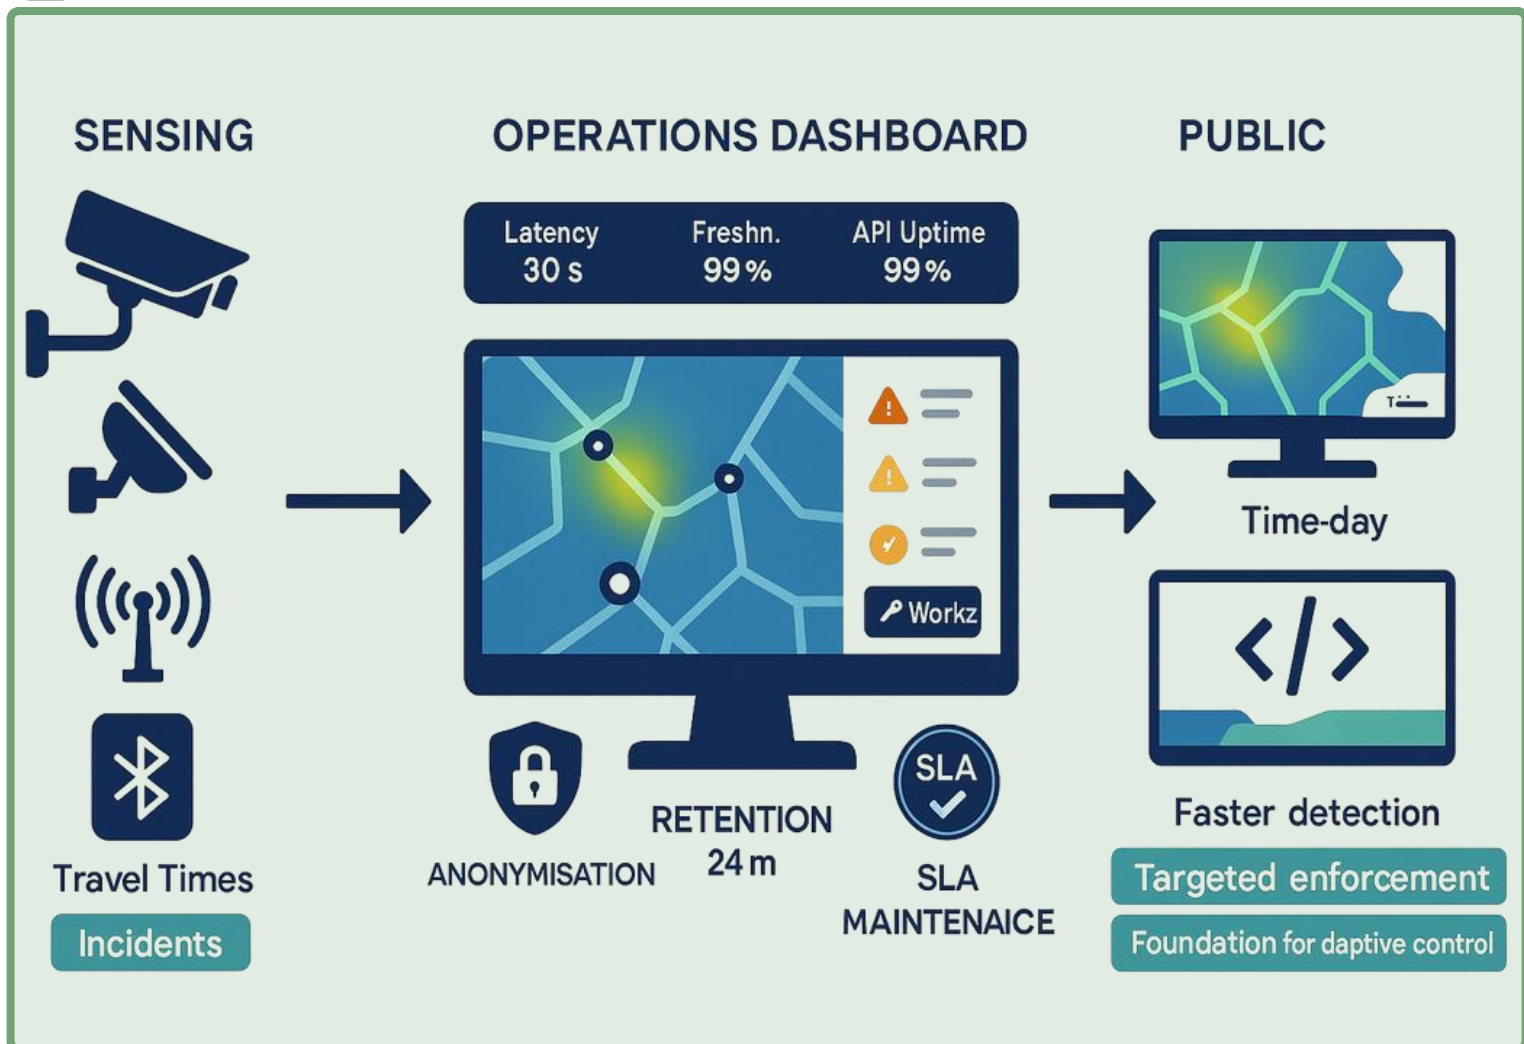 SENSING
OPERATIONS DASHBOARD
PUBLIC
Latency
30 s
Freshn.
99%
API Uptime
99%
Workz
Time-day
</>
SLA
ANONYMISATION
RETENTION
24 m
SLA
MAINTENAICE
Travel Times
Incidents
Faster detection
Targeted enforcement
Foundation for daptive control